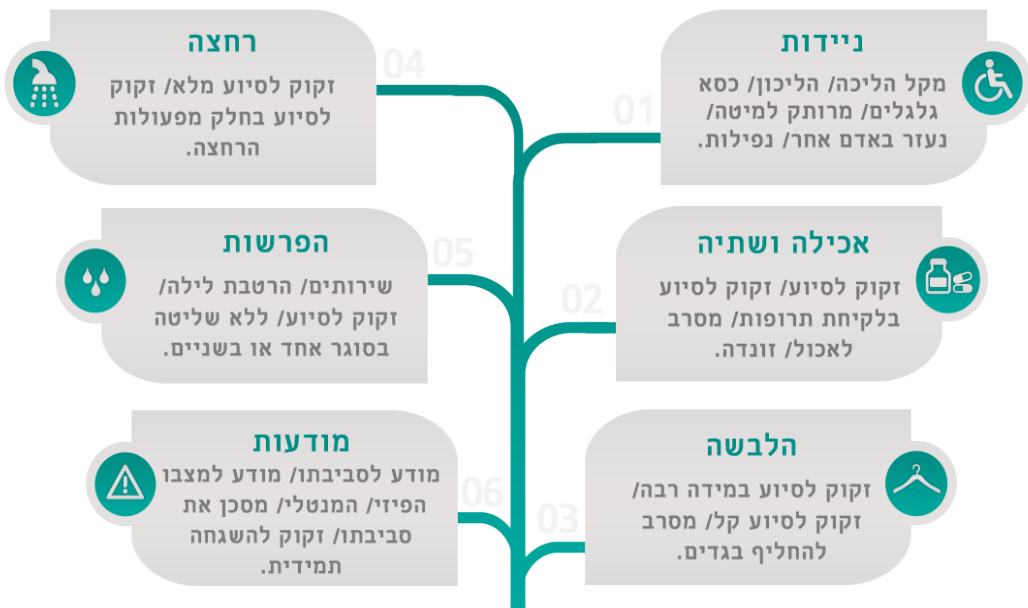 01
ניידות
מקל הליכה/ הליכון/ כסא
גלגלים/ מרותק למיטה/
נעזר באדם אחר/ נפילות.
02
אכילה ושתיה
זקוק לסיוע/ זקוק לסיוע
בלקיחת תרופות/ מסרב
לאכול/ זונדה.
03
הלבשה
זקוק לסיוע במידה רבה/
זקוק לסיוע קל/ מסרב
להחליף בגדים.
04
רחצה
זקוק לסיוע מלא/ זקוק
לסיוע בחלק מפעולות
הרחצה.
05
הפרשות
שירותים/ הרטבת לילה/
זקוק לסיוע/ ללא שליטה
בסוגר אחד או בשניים.
06
מודעות
מודע לסביבתו/ מודע למצבו
הפיזי/ המנטלי/ מסכן את
סביבתו/ זקוק להשגחה
תמידית.